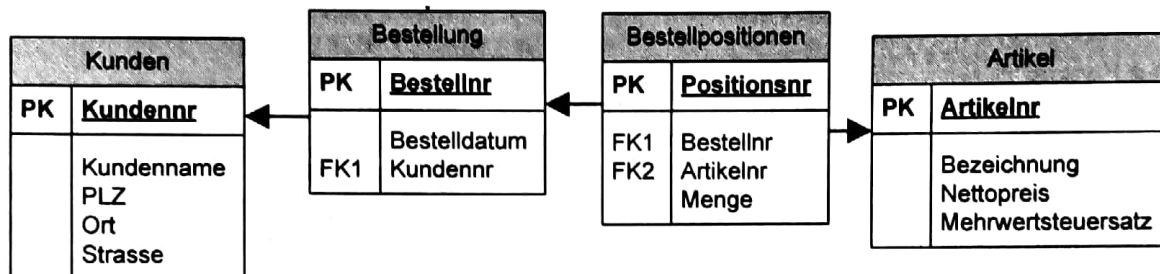 Kunden
PK Kundennr
Kundenname
PLZ
Ort
Strasse
Bestellung
PK Bestellnr
Bestelldatum
FK1 Kundennr
Bestellpositionen
PK Positionsnr
FK1 Bestellnr
FK2 Artikelnr
Menge
Artikel
PK Artikelnr
Bezeichnung
Nettopreis
Mehrwertsteuersatz